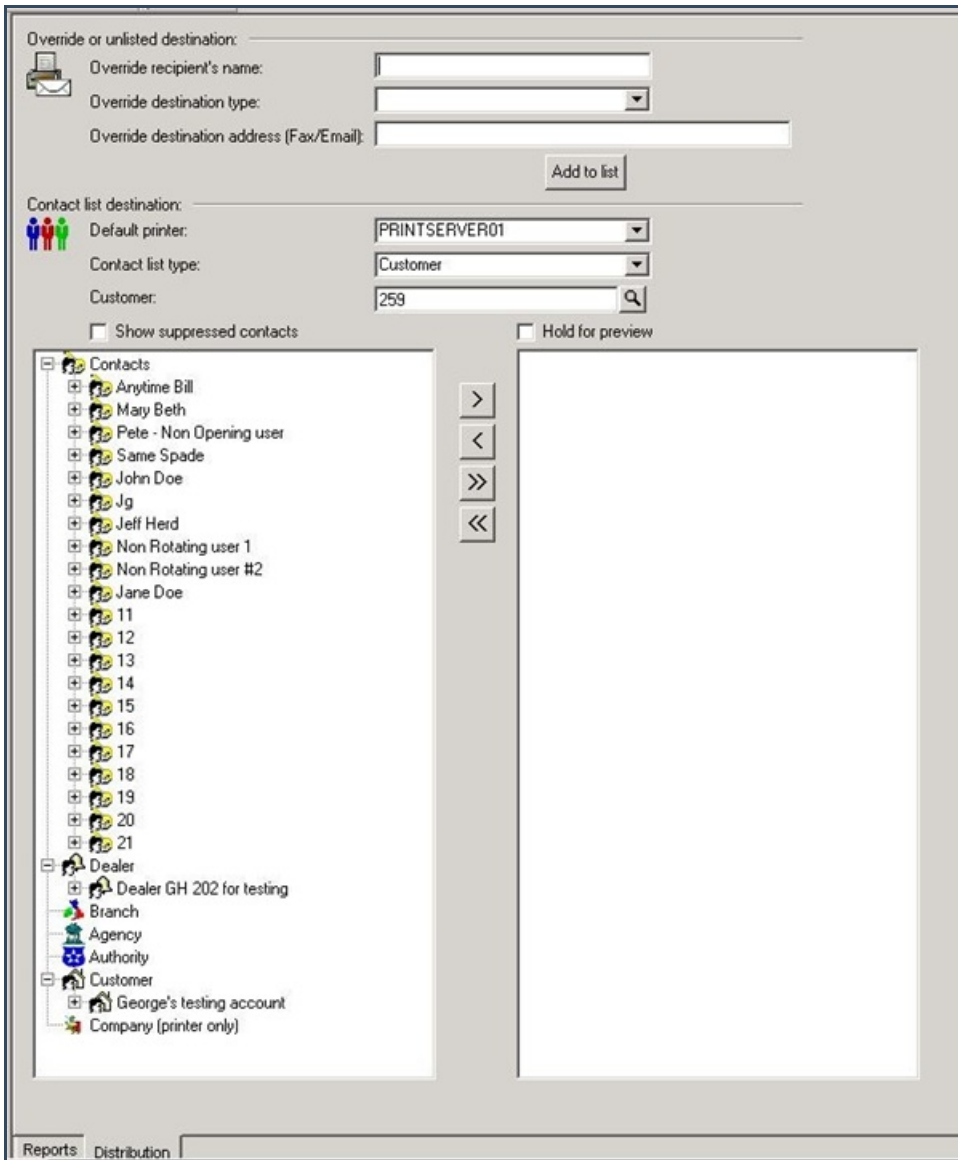 Override or unlisted destination:
Override recipient's name:
Override destination type:
Override destination address (Fax/Email):
Add to list
Contact list destination:
Default printer: PRINTSERVER01
Contact list type: Customer
Customer: 259
Show suppressed contacts
Hold for preview
Contacts
Anytime Bill
Mary Beth
Pete - Non Opening user
Same Spade
John Doe
Jg
Jeff Herd
Non Rotating user 1
Non Rotating user #2
Jane Doe
11
12
13
14
15
16
17
18
19
20
21
Dealer
Dealer GH 202 for testing
Branch
Agency
Authority
Customer
George's testing account
Company (printer only)
>
<
>>
<<
Reports Distribution